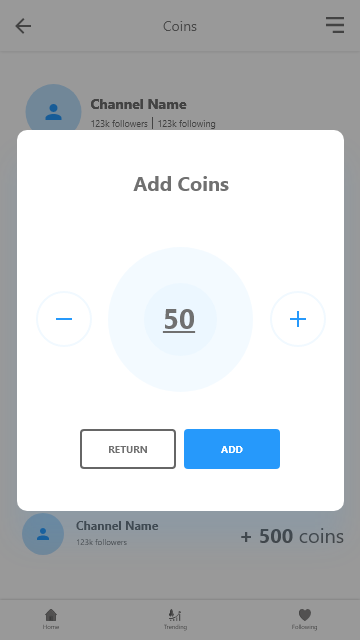 Coins
Channel Name
123k followers | 123k following
Add Coins
50
RETURN ADD
Channel Name
123k followers
+ 500 coins
Home Trending Following